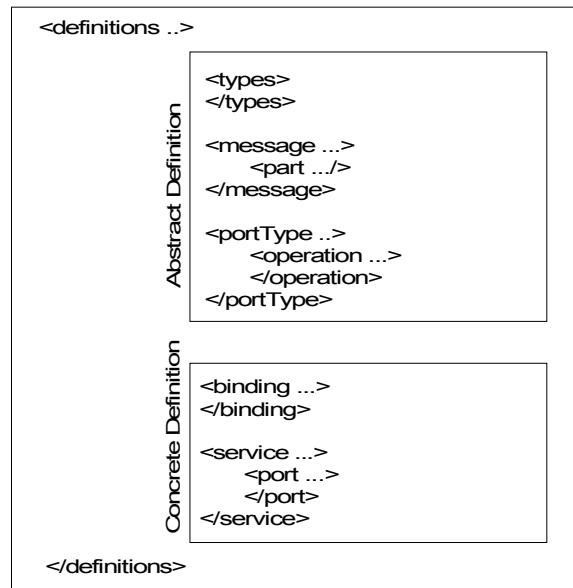 <definitions ..>
Abstract Definition
<types>
</types>
<message ...>
<part .../>
</message>
<portType ..>
<operation ...>
</operation>
</portType>
Concrete Definition
<binding ...>
</binding>
<service ...>
<port ...>
</port>
</service>
</definitions>